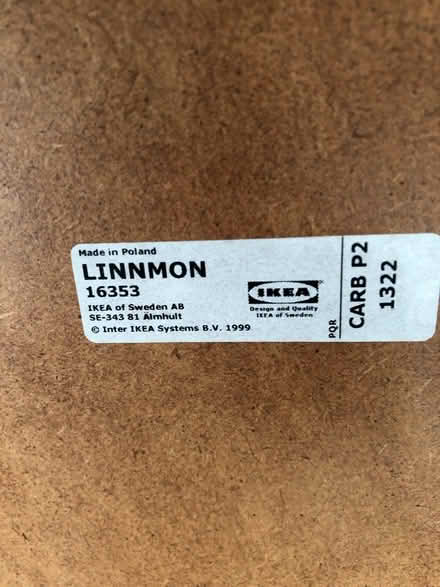 Made in Poland
LINNMON
16353
IKEA of Sweden AB
SE-343 81 Älmhult
© Inter IKEA Systems B.V. 1999
IKEA
Design and Quality
IKEA of Sweden
PQR
CARB P2
1322